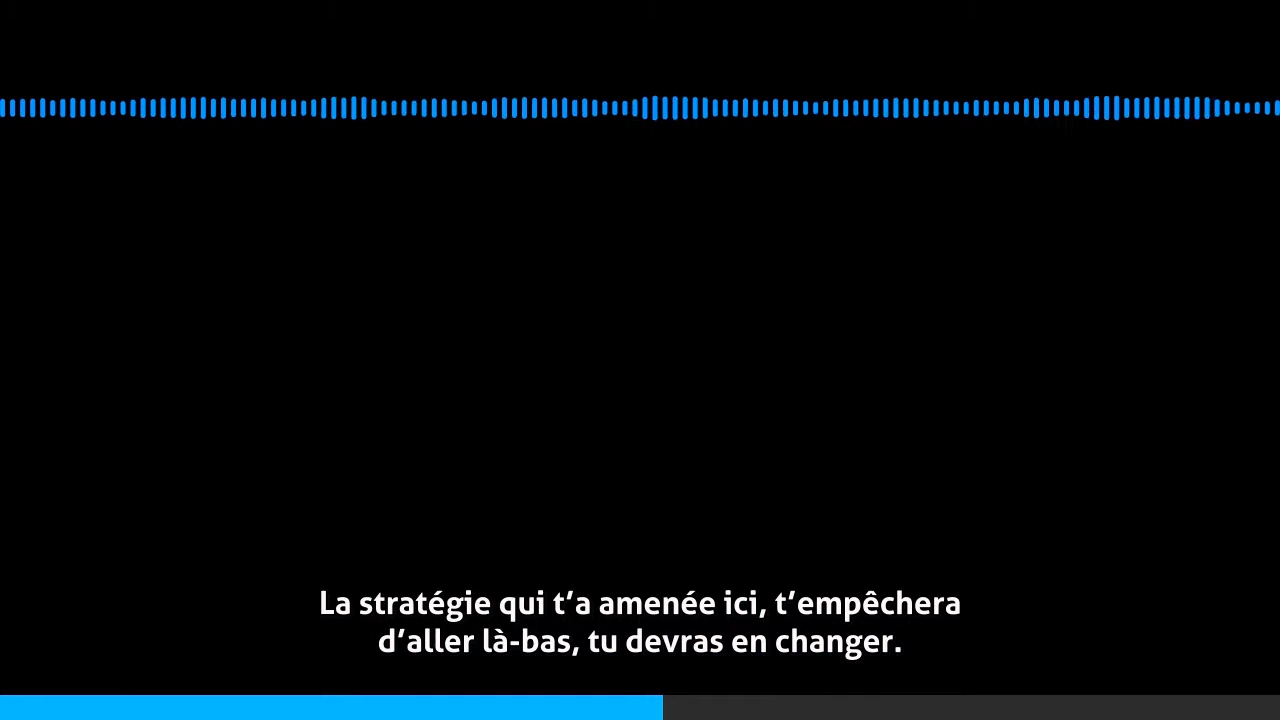 La stratégie qui t’a amenée ici, t’empêchera
d’aller là-bas, tu devras en changer.